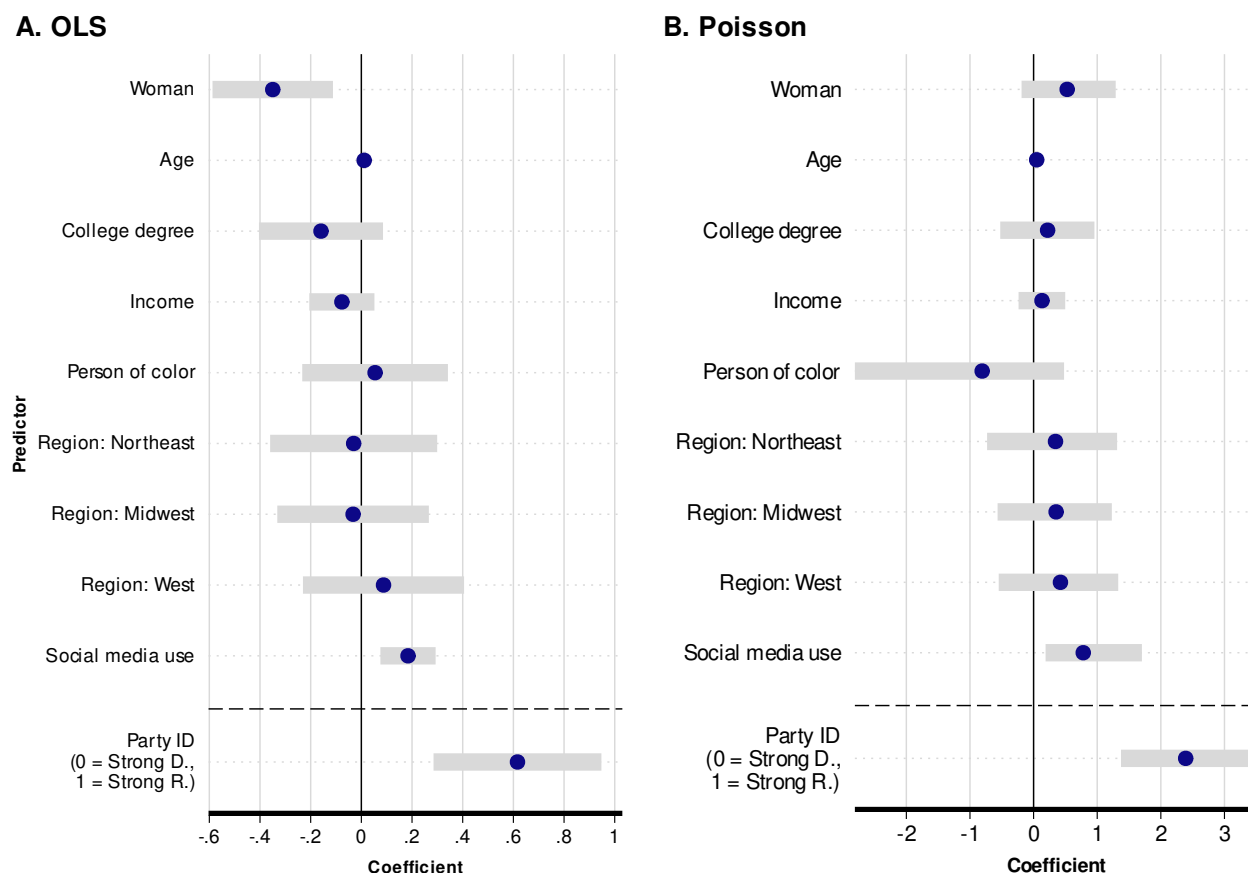 A. OLS
Woman
Age
College degree
Income
Person of color
Region: Northeast
Region: Midwest
Region: West
Social media use
Party ID
(0 = Strong D.,
1 = Strong R.)
Predictor
-.6 -.4 -.2 0 .2 .4 .6 .8 1
Coefficient
B. Poisson
Woman
Age
College degree
Income
Person of color
Region: Northeast
Region: Midwest
Region: West
Social media use
Party ID
(0 = Strong D.,
1 = Strong R.)
-2 -1 0 1 2 3
Coefficient